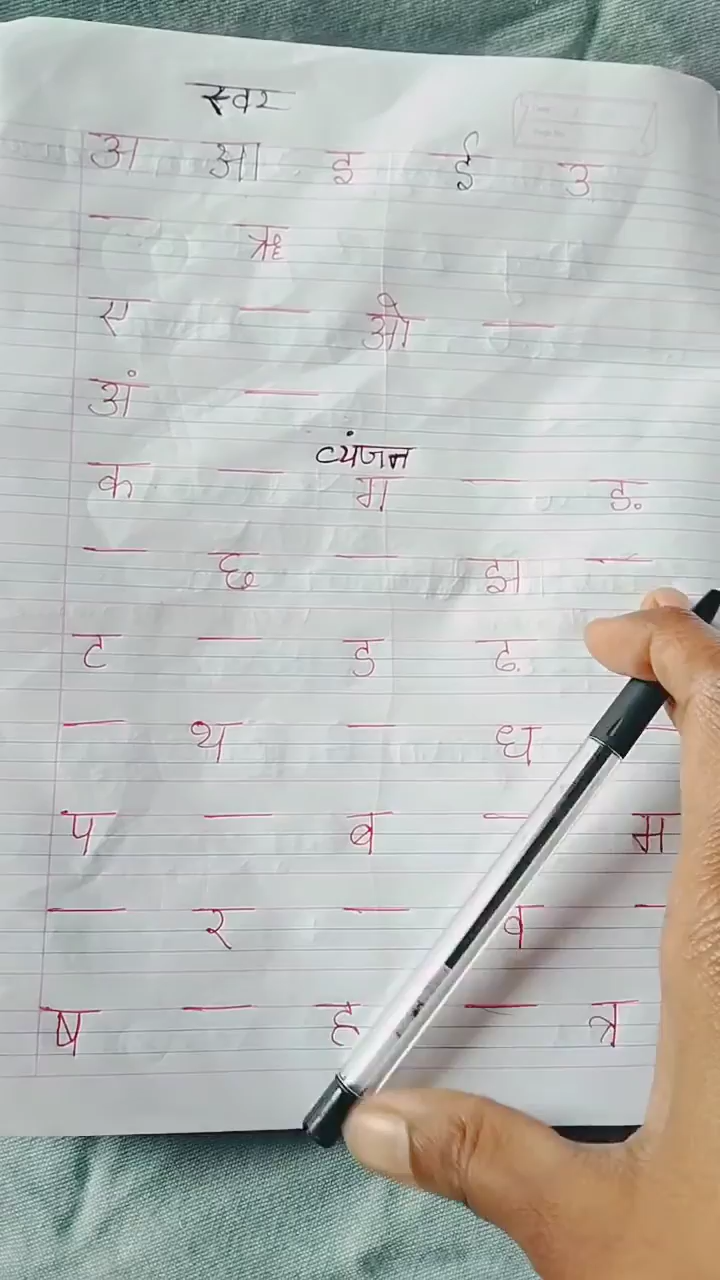 स्वर
अ आ इ ई उ
— ऋ
ए — ओ —
अं —
व्यंजन
क — ग — ङ
— छ — झ —
ट — ड ढ
— थ — ध —
प — ब — म
— र — व —
ष — ह — त्र